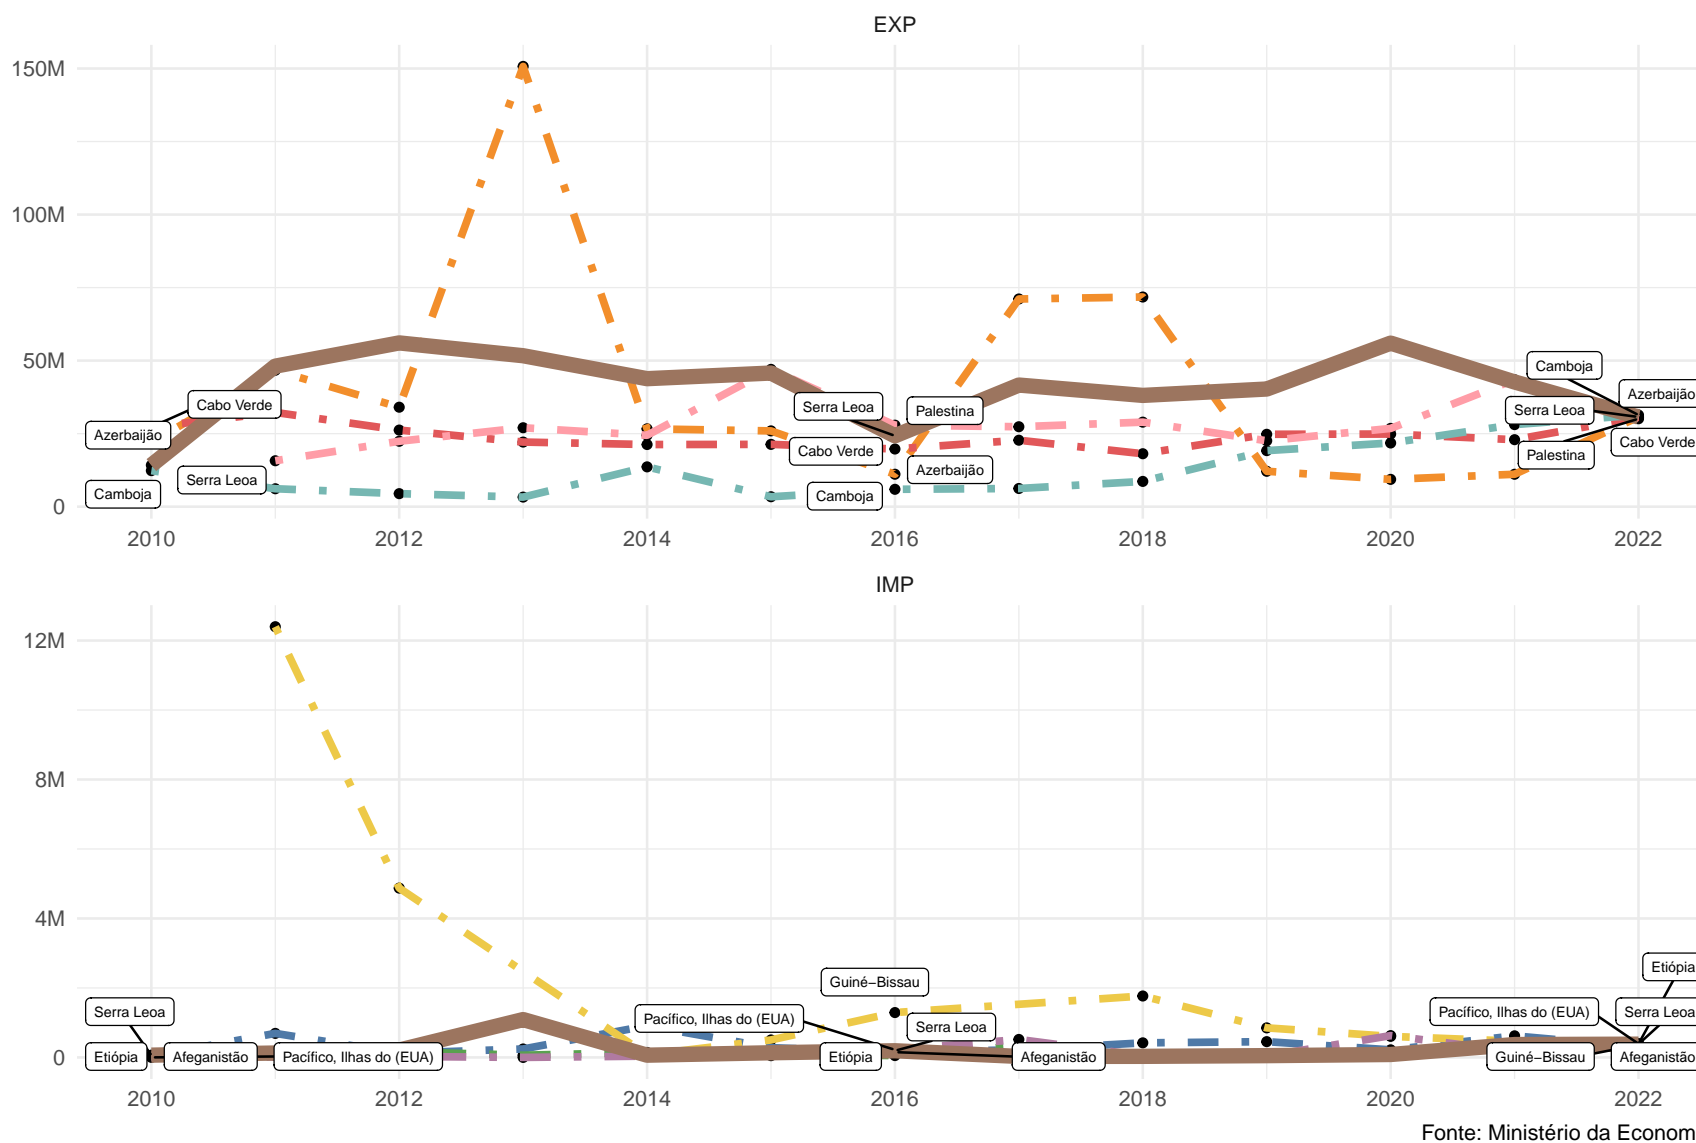 EXP
150M
100M
50M
0
Camboja
Azerbaijão
Cabo Verde
Serra Leoa
Palestina
Serra Leoa
Azerbaijão
Cabo Verde
Cabo Verde
Palestina
Serra Leoa
Azerbaijão
Camboja
Camboja
2010 2012 2014 2016 2018 2020 2022
IMP
12M
8M
4M
0
Etiópia
Guiné−Bissau
Serra Leoa
Pacífico, Ilhas do (EUA)
Serra Leoa
Pacífico, Ilhas do (EUA)
Serra Leoa
Etiópia
Afeganistão
Pacífico, Ilhas do (EUA)
Etiópia
Afeganistão
Guiné−Bissau
Afeganistão
2010 2012 2014 2016 2018 2020 2022
Fonte: Ministério da Econom